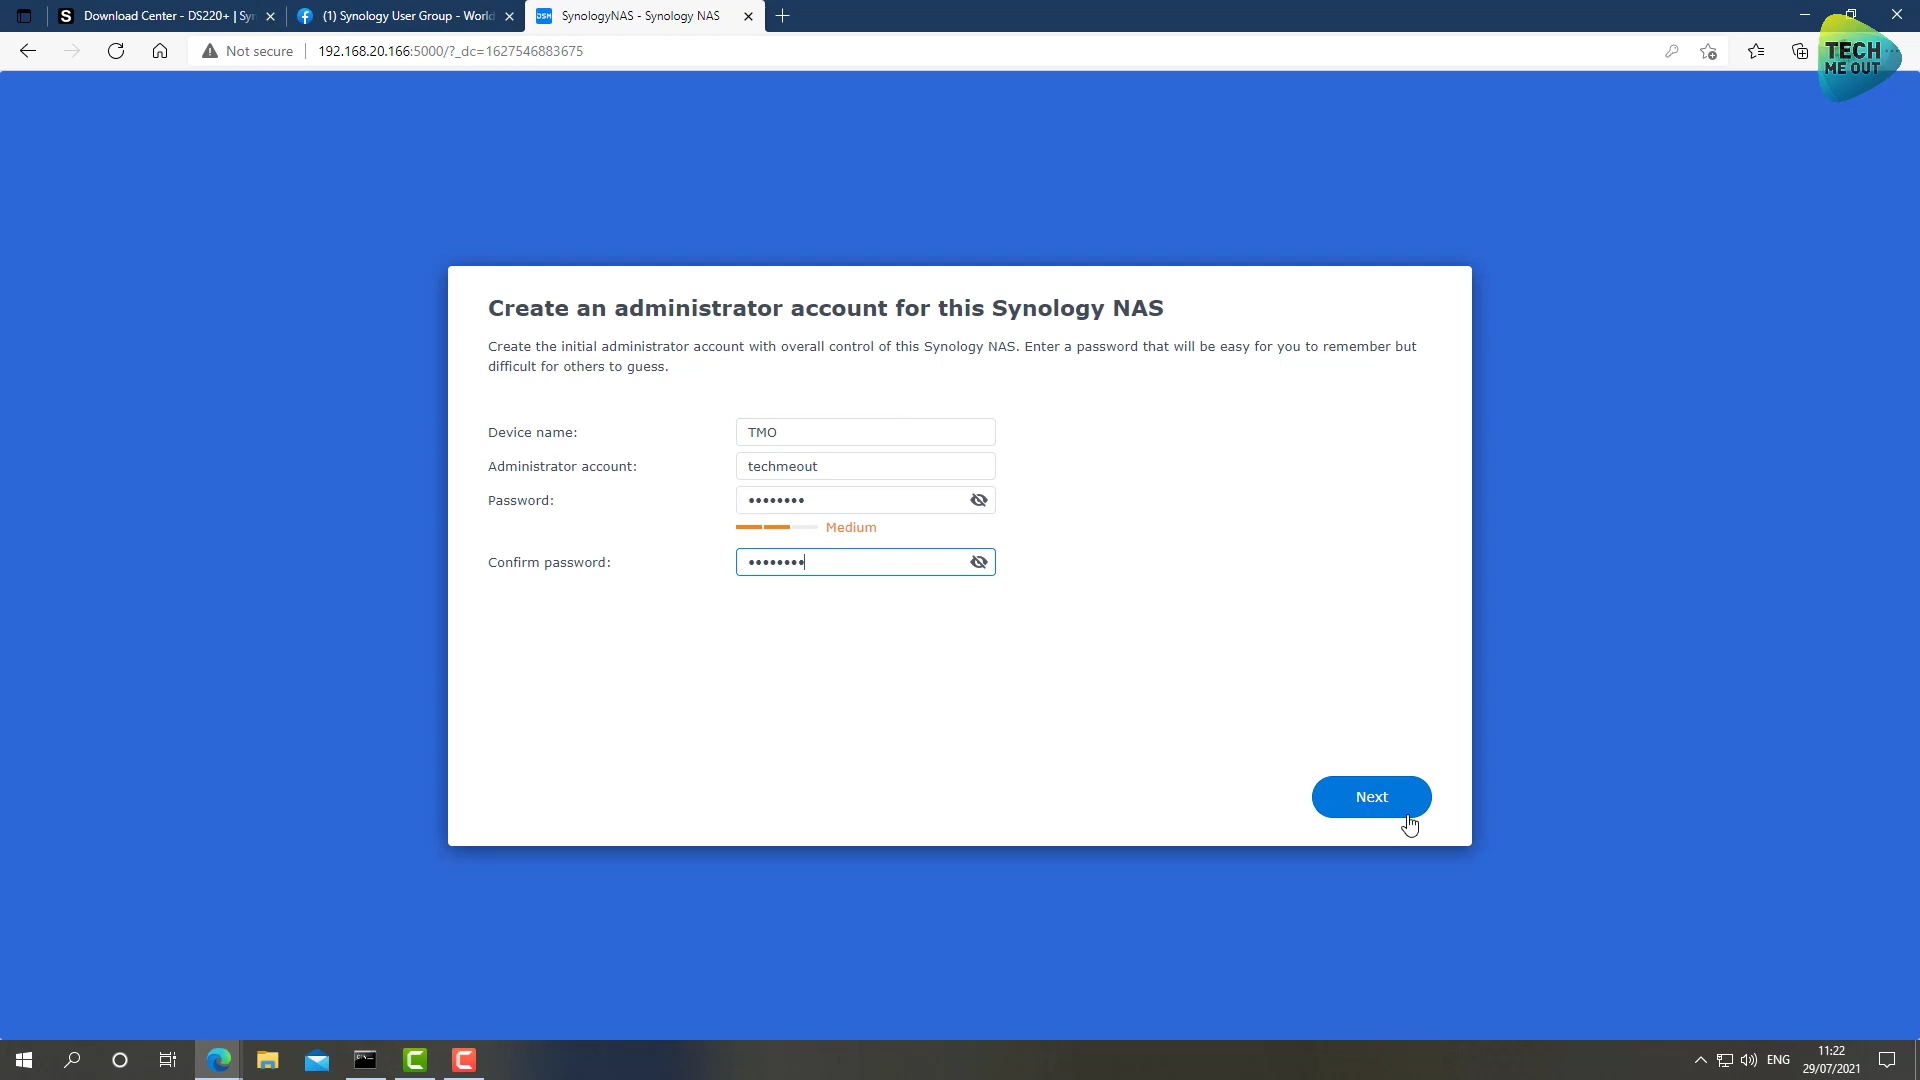 Download Center - DS220+ | Sy
(1) Synology User Group - World
DSM
SynologyNAS - Synology NAS
Not secure
192.168.20.166:5000/?_dc=1627546883675
TECH
ME OUT
Create an administrator account for this Synology NAS
Create the initial administrator account with overall control of this Synology NAS. Enter a password that will be easy for you to remember but
difficult for others to guess.
Device name:
TMO
Administrator account:
techmeout
Password:
••••••••
Medium
Confirm password:
••••••••
Next
ENG
11:22
29/07/2021